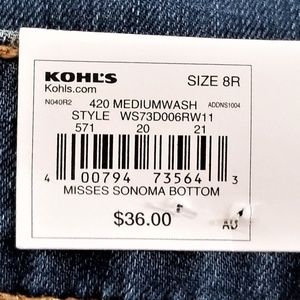 KOHL'S SIZE 8R
Kohls.com
N040R2 420 MEDIUMWASH ADDNS1004
STYLE WS73D006RW11
571 20 21
4 00794 73564 3
MISSES SONOMA BOTTOM
$36.00
AU